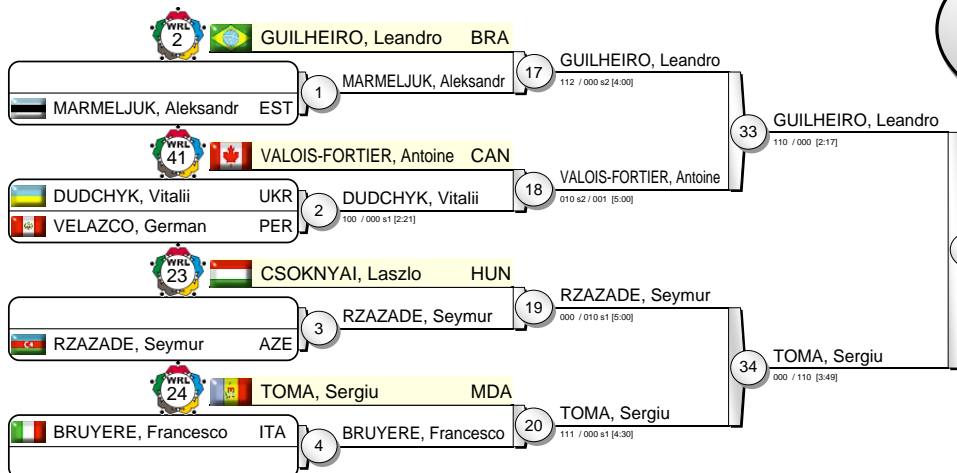 WRL
2
GUILHEIRO, Leandro BRA
MARMELJUK, Aleksandr EST
1
MARMELJUK, Aleksandr
17
GUILHEIRO, Leandro
112 / 000 s2 [4:00]
WRL
41
VALOIS-FORTIER, Antoine CAN
DUDCHYK, Vitalii UKR
VELAZCO, German PER
2
DUDCHYK, Vitalii
100 / 000 s1 [2:21]
18
VALOIS-FORTIER, Antoine
010 s2 / 001 [5:00]
33
GUILHEIRO, Leandro
110 / 000 [2:17]
WRL
23
CSOKNYAI, Laszlo HUN
RZAZADE, Seymur AZE
3
RZAZADE, Seymur
19
RZAZADE, Seymur
000 / 010 s1 [5:00]
WRL
24
TOMA, Sergiu MDA
BRUYERE, Francesco ITA
4
BRUYERE, Francesco
20
TOMA, Sergiu
111 / 000 s1 [4:30]
34
TOMA, Sergiu
000 / 110 [3:49]